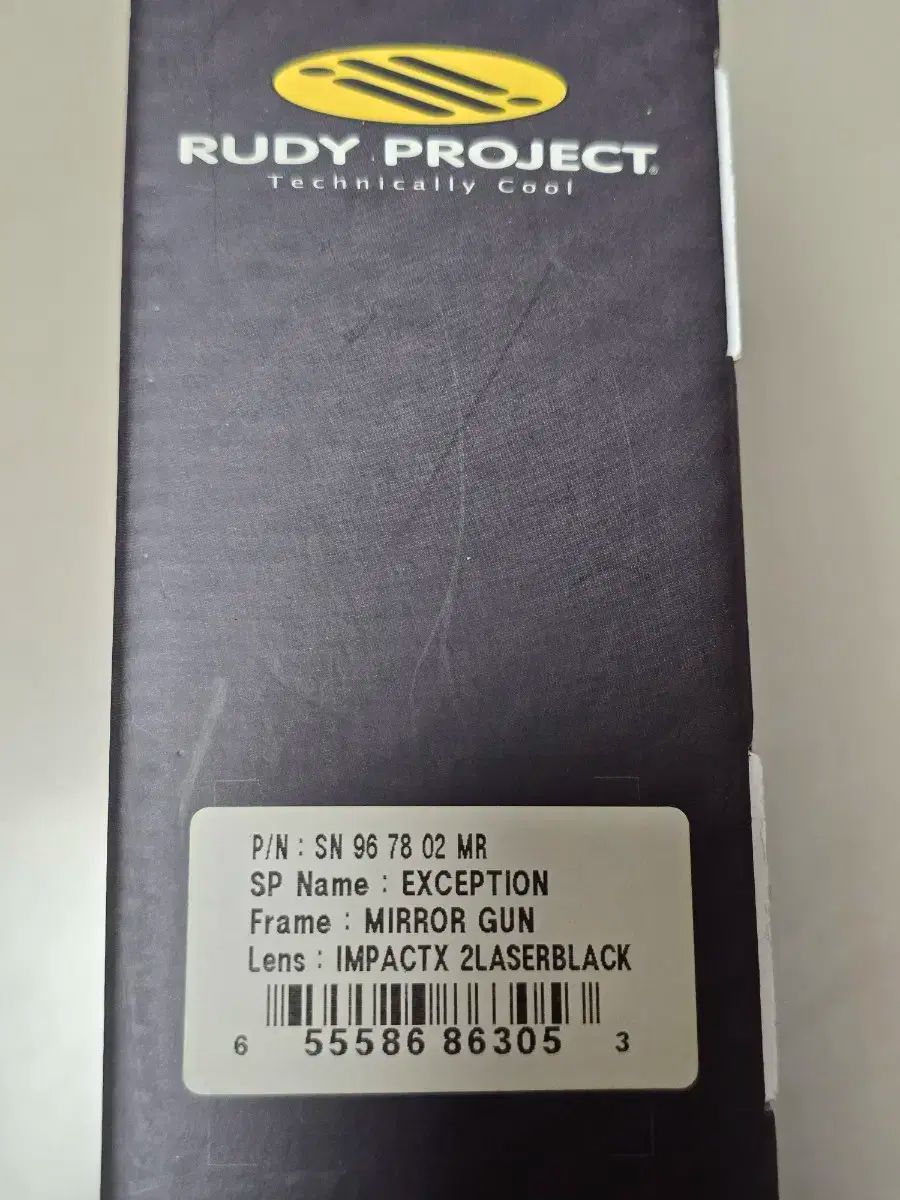 RUDY PROJECT®
Technically Cool
P/N : SN 96 78 02 MR
SP Name : EXCEPTION
Frame : MIRROR GUN
Lens : IMPACTX 2LASERBLACK
6 55586 86305 3